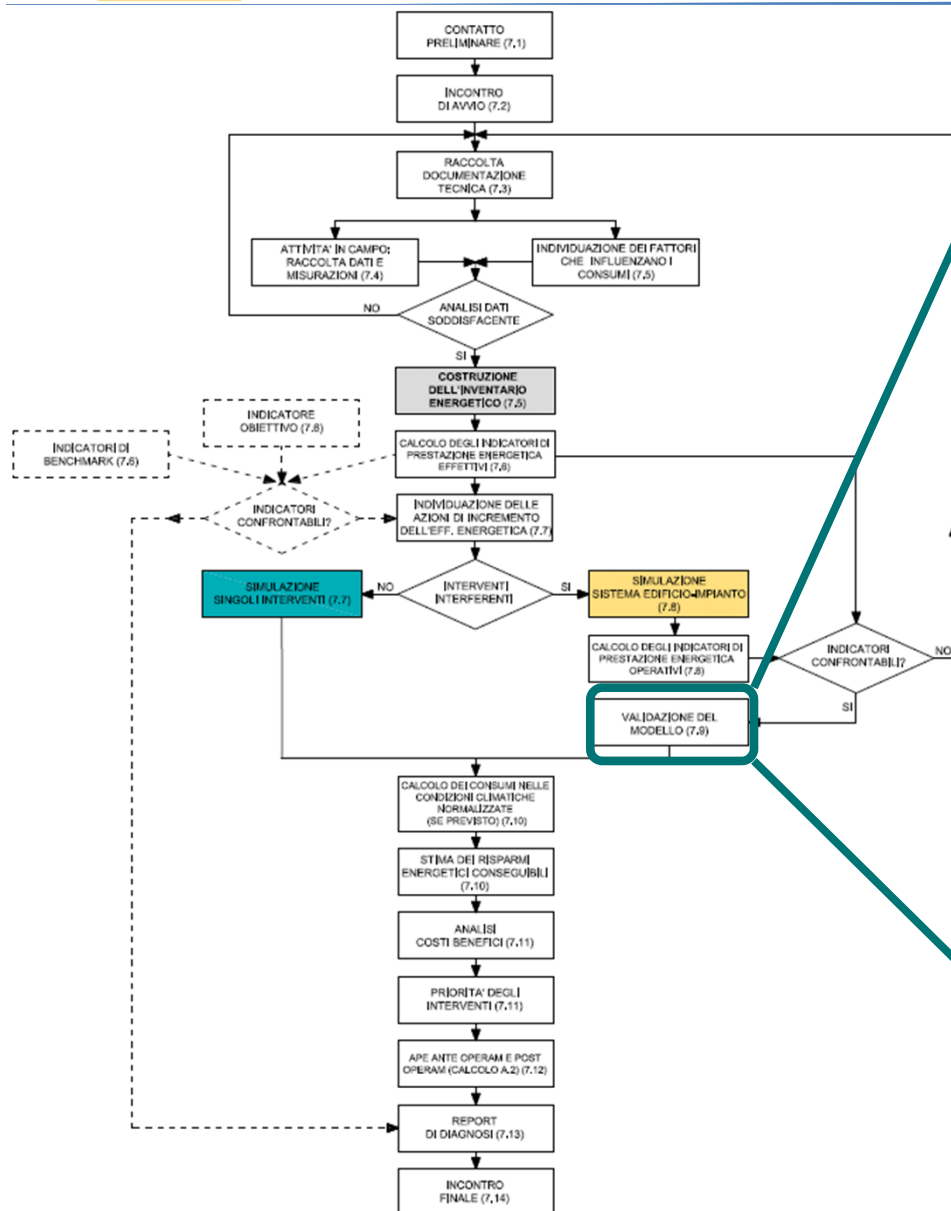 CONTATTO
PRELIMINARE (7.1)
INCONTRO
DI AVVIO (7.2)
RACCOLTA
DOCUMENTAZIONE
TECNICA (7.3)
ATTIVITA' IN CAMPO:
RACCOLTA DATI E
MISURAZIONI (7.4)
INDIVIDUAZIONE DEI FATTORI
CHE INFLUENZANO I
CONSUMI (7.5)
NO
ANALISI DATI
SODDISFACENTE
SI
COSTRUZIONE
DELL'INVENTARIO
ENERGETICO (7.5)
INDICATORE
OBIETTIVO (7.6)
INDICATORI DI
BENCHMARK (7.6)
CALCOLO DEGLI INDICATORI DI
PRESTAZIONE ENERGETICA
EFFETTIVI (7.6)
INDICATORI
CONFRONTABILI?
INDIVIDUAZIONE DELLE
AZIONI DI INCREMENTO
DELL'EFF. ENERGETICA (7.7)
SIMULAZIONE
SINGOLI INTERVENTI (7.7)
NO
INTERVENTI
INTERFERENTI
SI
SIMULAZIONE
SISTEMA EDIFICIO-IMPIANTO
(7.8)
CALCOLO DEGLI INDICATORI DI
PRESTAZIONE ENERGETICA
OPERATIVI (7.8)
INDICATORI
CONFRONTABILI?
NO
SI
VALIDAZIONE DEL
MODELLO (7.9)
CALCOLO DEI CONSUMI NELLE
CONDIZIONI CLIMATICHE
NORMALIZZATE
(SE PREVISTO) (7.10)
STIMA DEI RISPARMI
ENERGETICI CONSEGUIBILI
(7.10)
ANALISI
COSTI BENEFICI (7.11)
PRIORITA' DEGLI
INTERVENTI (7.11)
APE ANTE OPERAM E POST
OPERAM (CALCOLO A.2) (7.12)
REPORT
DI DIAGNOSI (7.13)
INCONTRO
FINALE (7.14)